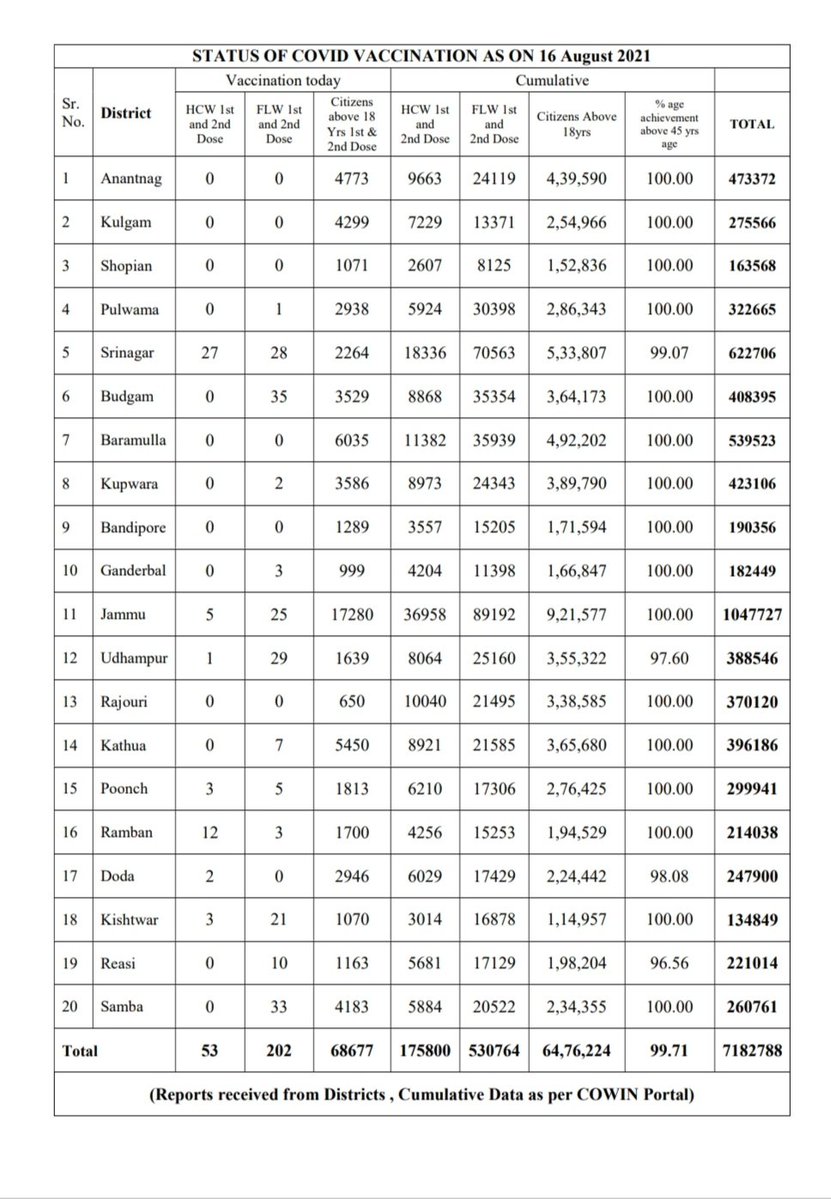 STATUS OF COVID VACCINATION AS ON 16 August 2021
Vaccination today Cumulative
Sr. No. District HCW 1st and 2nd Dose FLW 1st and 2nd Dose Citizens above 18 Yrs 1st & 2nd Dose HCW 1st and 2nd Dose FLW 1st and 2nd Dose Citizens Above 18yrs % age achievement above 45 yrs age TOTAL
1 Anantnag 0 0 4773 9663 24119 4,39,590 100.00 473372
2 Kulgam 0 0 4299 7229 13371 2,54,966 100.00 275566
3 Shopian 0 0 1071 2607 8125 1,52,836 100.00 163568
4 Pulwama 0 1 2938 5924 30398 2,86,343 100.00 322665
5 Srinagar 27 28 2264 18336 70563 5,33,807 99.07 622706
6 Budgam 0 35 3529 8868 35354 3,64,173 100.00 408395
7 Baramulla 0 0 6035 11382 35939 4,92,202 100.00 539523
8 Kupwara 0 2 3586 8973 24343 3,89,790 100.00 423106
9 Bandipore 0 0 1289 3557 15205 1,71,594 100.00 190356
10 Ganderbal 0 3 999 4204 11398 1,66,847 100.00 182449
11 Jammu 5 25 17280 36958 89192 9,21,577 100.00 1047727
12 Udhampur 1 29 1639 8064 25160 3,55,322 97.60 388546
13 Rajouri 0 0 650 10040 21495 3,38,585 100.00 370120
14 Kathua 0 7 5450 8921 21585 3,65,680 100.00 396186
15 Poonch 3 5 1813 6210 17306 2,76,425 100.00 299941
16 Ramban 12 3 1700 4256 15253 1,94,529 100.00 214038
17 Doda 2 0 2946 6029 17429 2,24,442 98.08 247900
18 Kishtwar 3 21 1070 3014 16878 1,14,957 100.00 134849
19 Reasi 0 10 1163 5681 17129 1,98,204 96.56 221014
20 Samba 0 33 4183 5884 20522 2,34,355 100.00 260761
Total 53 202 68677 175800 530764 64,76,224 99.71 7182788
(Reports received from Districts , Cumulative Data as per COWIN Portal)